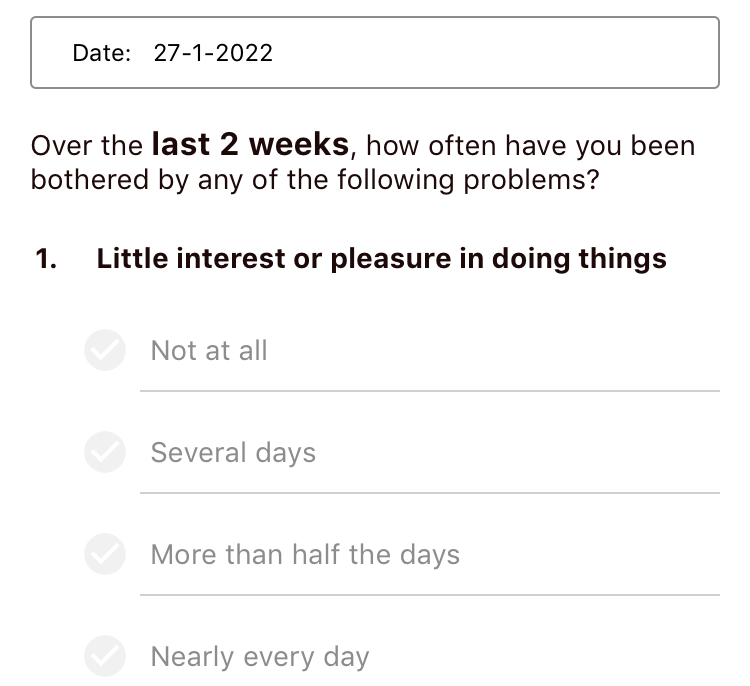 Date: 27-1-2022
Over the last 2 weeks, how often have you been
bothered by any of the following problems?
1. Little interest or pleasure in doing things
Not at all
Several days
More than half the days
Nearly every day